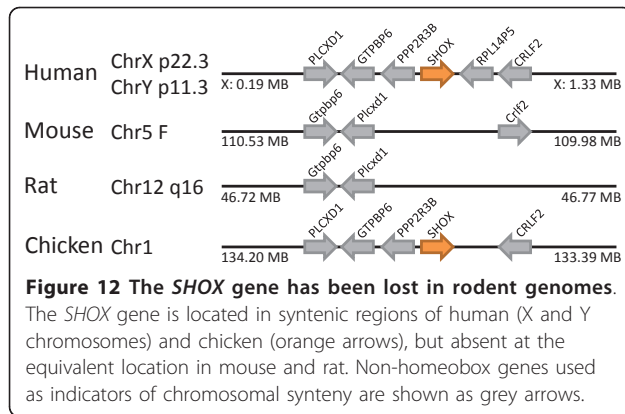 PLCXD1 GTPBP6 PPP2R3B SHOX RPL14P5 CRLF2
Human ChrX p22.3
ChrY p11.3
X: 0.19 MB X: 1.33 MB
Gtpbp6 Plcxd1 Crlf2
Mouse Chr5 F
110.53 MB 109.98 MB
Gtpbp6 Plcxd1
Rat Chr12 q16
46.72 MB 46.77 MB
PLCXD1 GTPBP6 PPP2R3B SHOX CRLF2
Chicken Chr1
134.20 MB 133.39 MB
Figure 12 The SHOX gene has been lost in rodent genomes.
The SHOX gene is located in syntenic regions of human (X and Y
chromosomes) and chicken (orange arrows), but absent at the
equivalent location in mouse and rat. Non-homeobox genes used
as indicators of chromosomal synteny are shown as grey arrows.